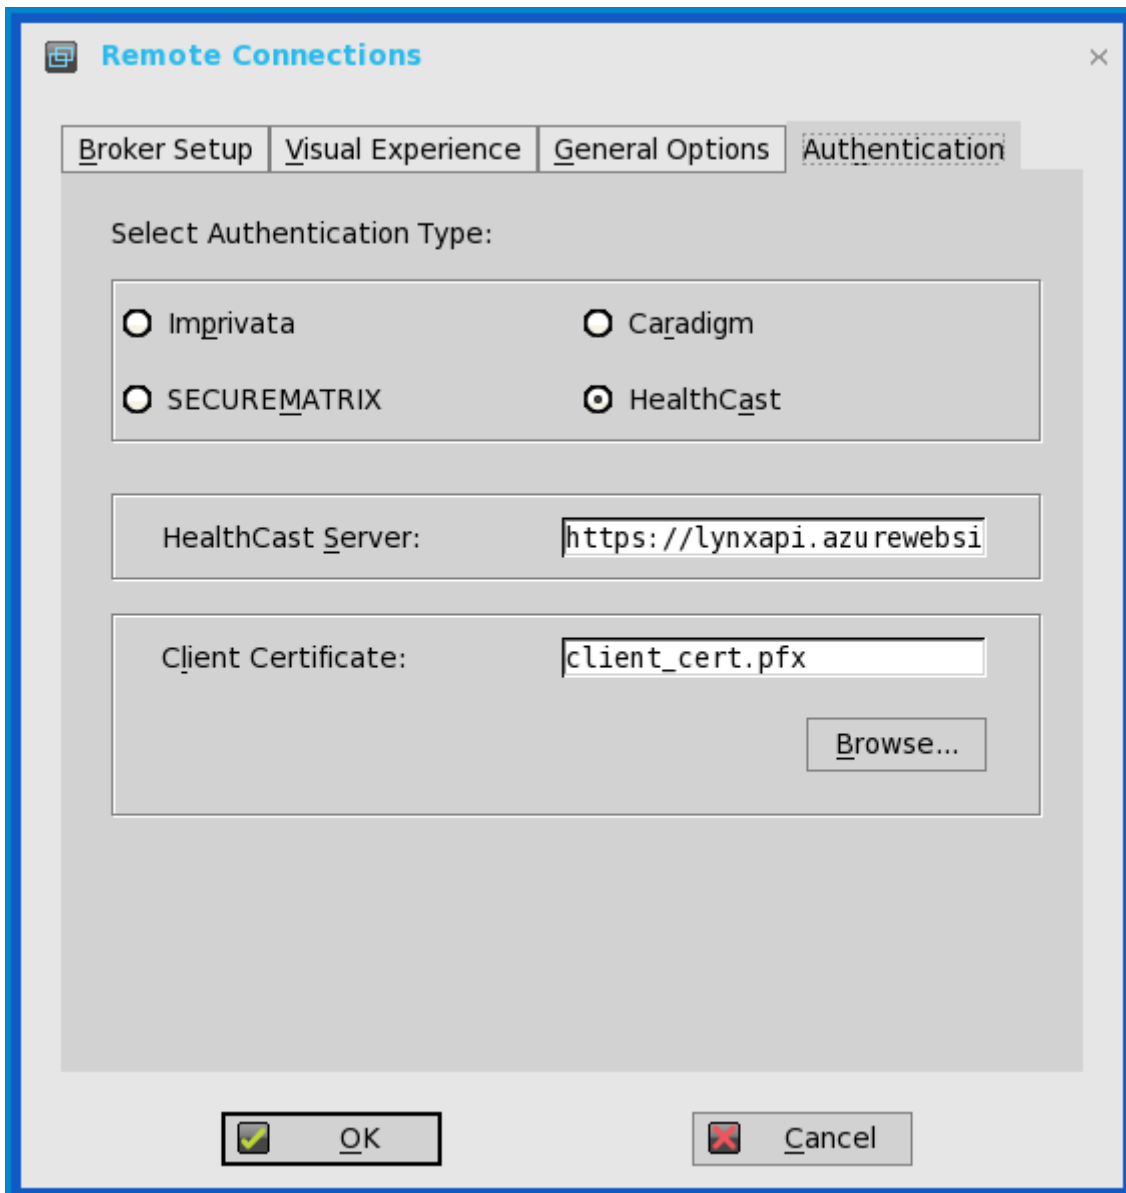 Remote Connections
Broker Setup Visual Experience General Options Authentication
Select Authentication Type:
Imprivata Caradigm
SECUREMATRIX HealthCast
HealthCast Server: https://lynxapi.azurewebsi
Client Certificate: client_cert.pfx
Browse...
OK Cancel